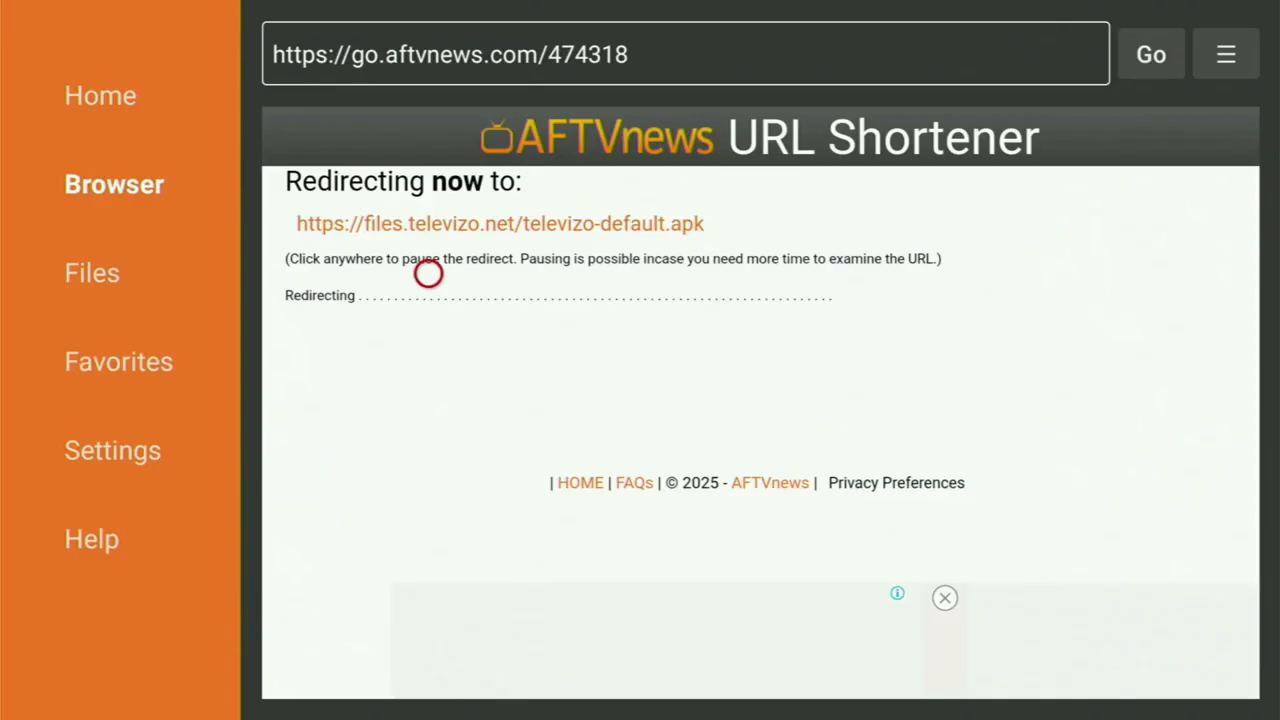 https://go.aftvnews.com/474318
Go
☰
Home
Browser
Files
Favorites
Settings
Help
AFTVnews URL Shortener
Redirecting now to:
https://files.televizo.net/televizo-default.apk
(Click anywhere to pause the redirect. Pausing is possible incase you need more time to examine the URL.)
Redirecting . . . . . . . . . . . . . . . . . . . . . . . . . . . . . . . . . . . . . . . . . . . . . . . . . . . . . . . . . . . . . . . . . .
| HOME | FAQs | © 2025 - AFTVnews | Privacy Preferences